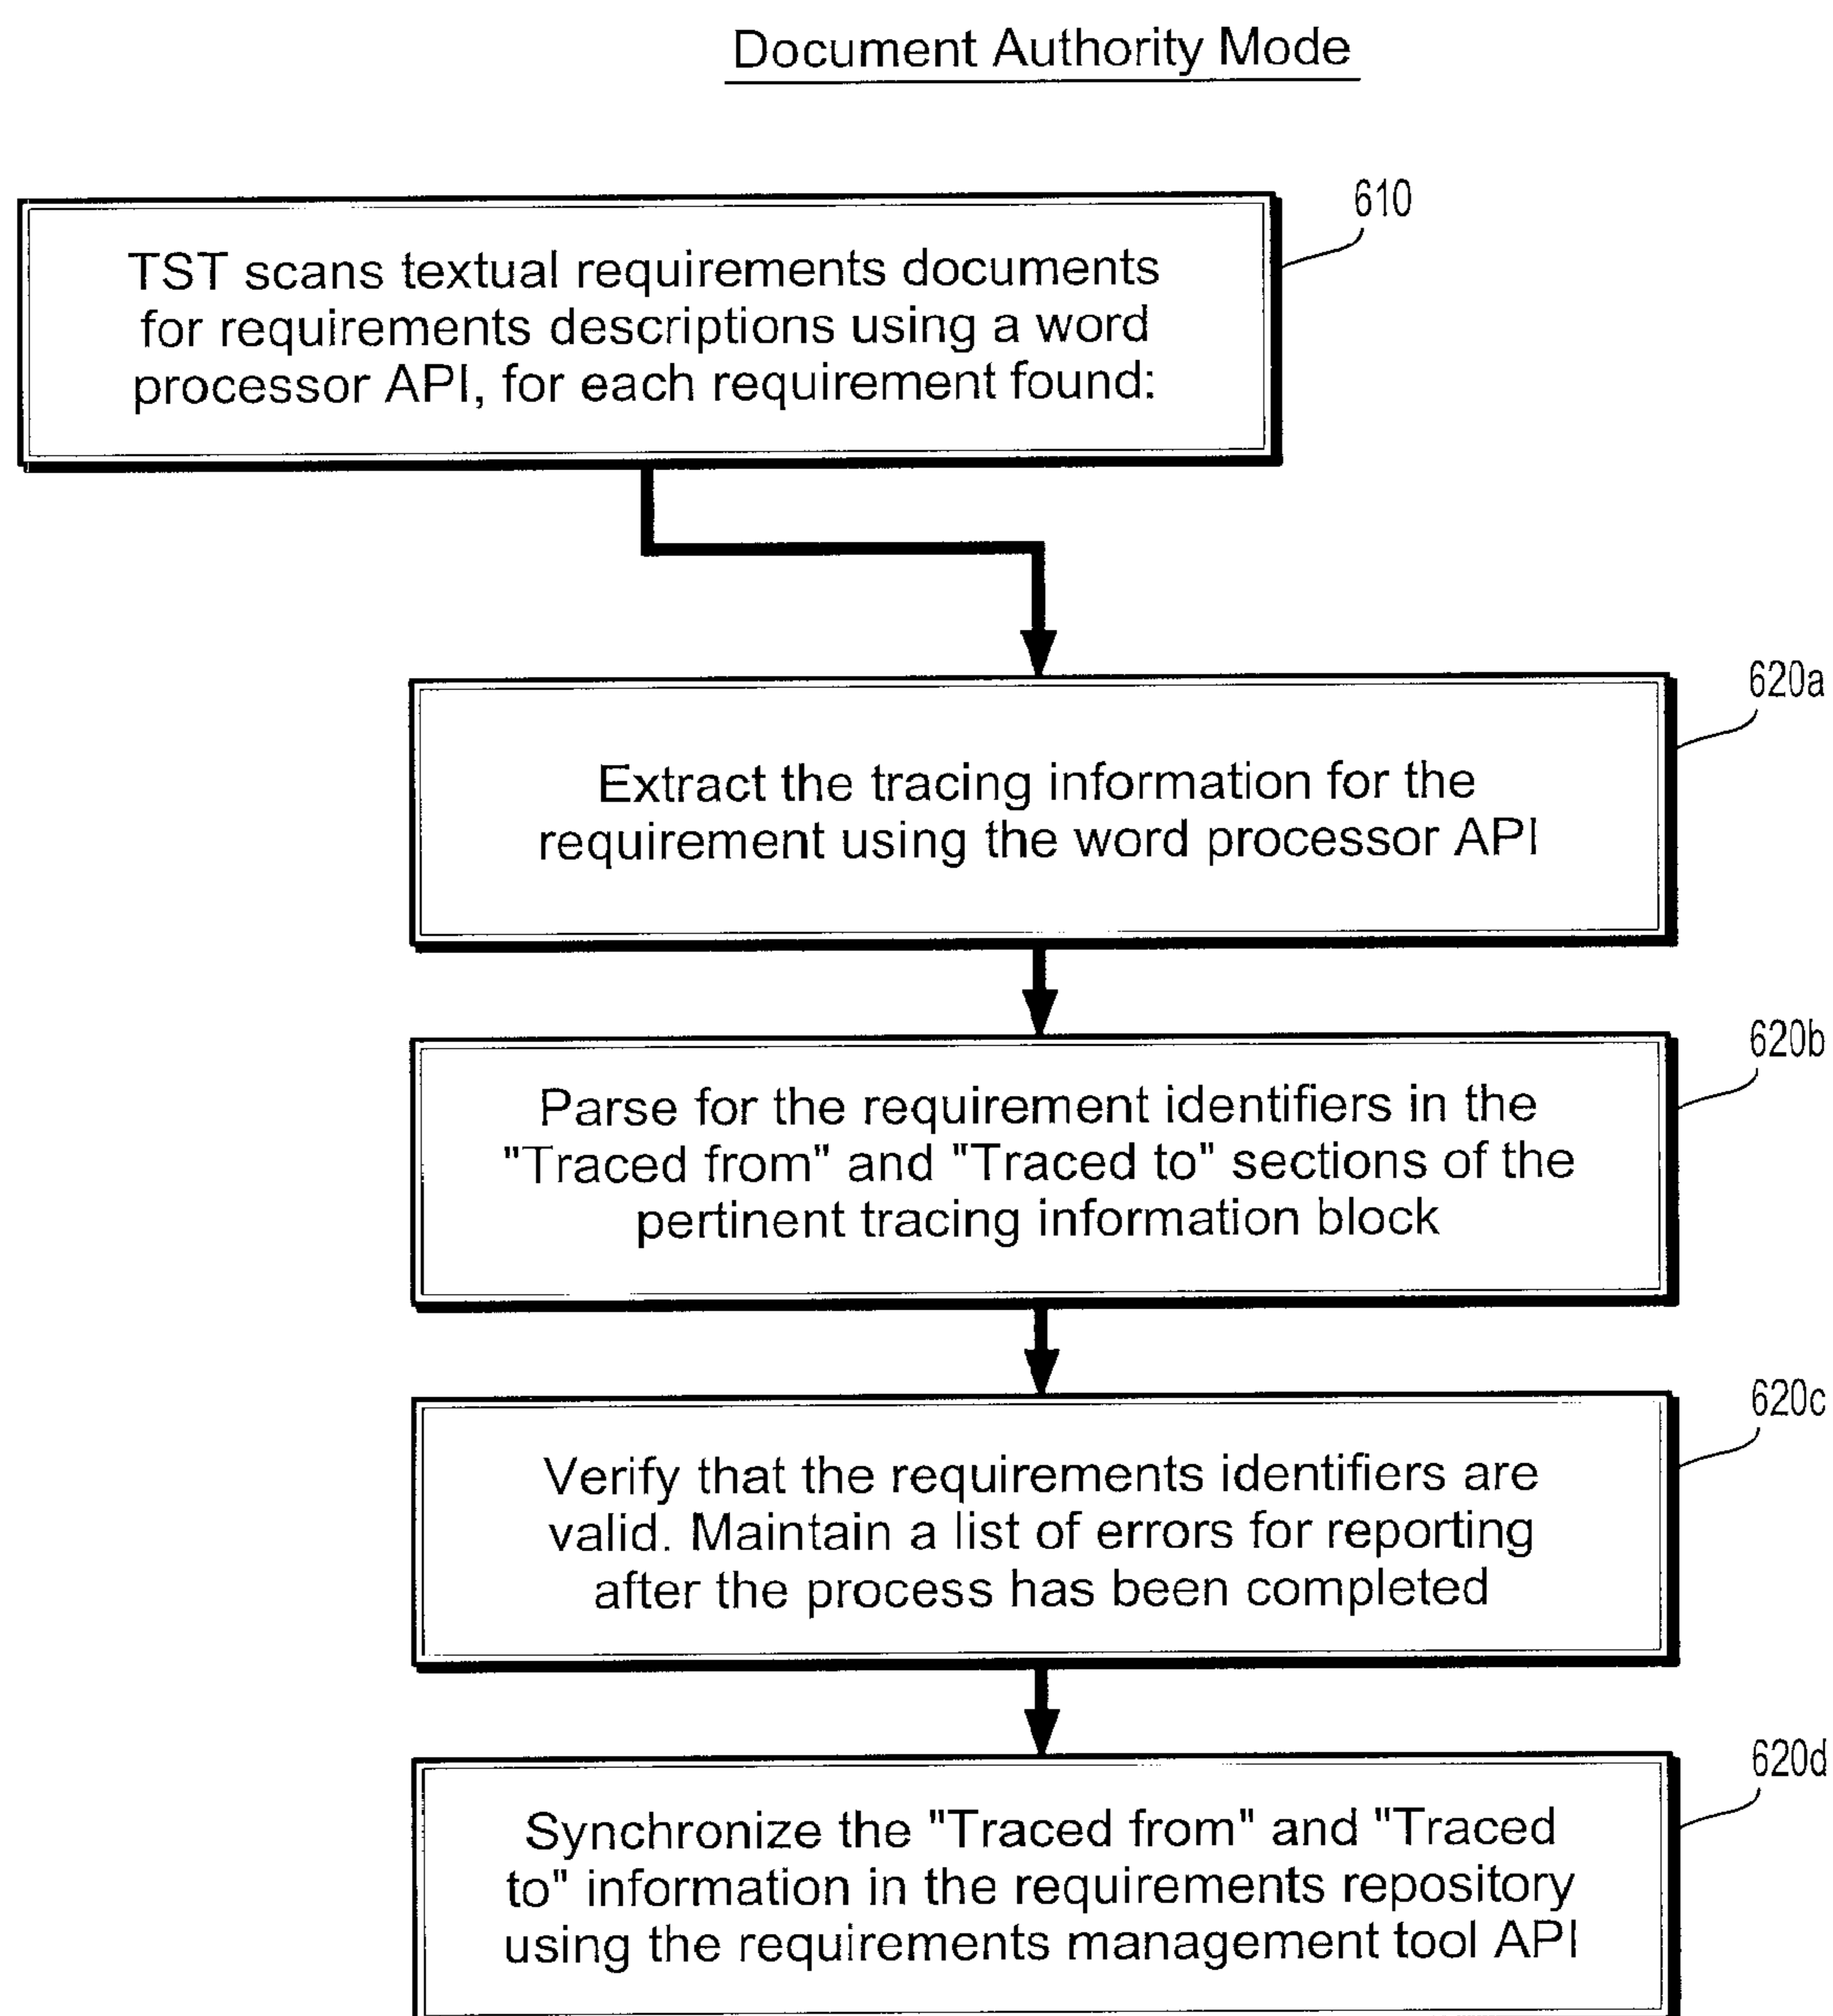 Document Authority Mode
610
TST scans textual requirements documents
for requirements descriptions using a word
processor API, for each requirement found:
620a
Extract the tracing information for the
requirement using the word processor API
620b
Parse for the requirement identifiers in the
"Traced from" and "Traced to" sections of the
pertinent tracing information block
620c
Verify that the requirements identifiers are
valid. Maintain a list of errors for reporting
after the process has been completed
620d
Synchronize the "Traced from" and "Traced
to" information in the requirements repository
using the requirements management tool API